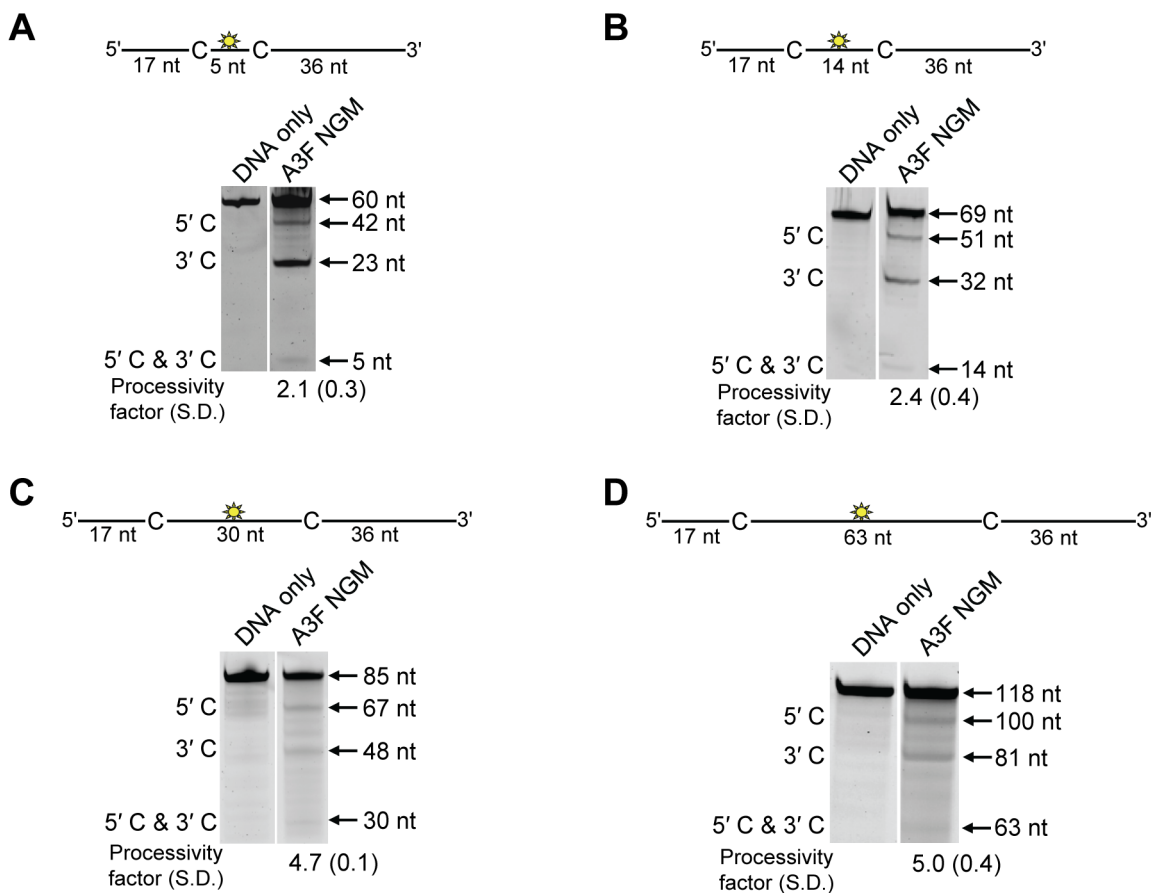 A
5' C C 3'
17 nt 5 nt 36 nt
DNA only
A3F NGM
60 nt
5′ C 42 nt
3′ C 23 nt
5′ C & 3′ C 5 nt
Processivity
factor (S.D.)
2.1 (0.3)
B
5' C C 3'
17 nt 14 nt 36 nt
DNA only
A3F NGM
69 nt
5′ C 51 nt
3′ C 32 nt
5′ C & 3′ C 14 nt
Processivity
factor (S.D.)
2.4 (0.4)
C
5' C C 3'
17 nt 30 nt 36 nt
DNA only
A3F NGM
85 nt
5′ C 67 nt
3′ C 48 nt
5′ C & 3′ C 30 nt
Processivity
factor (S.D.)
4.7 (0.1)
D
5' C C 3'
17 nt 63 nt 36 nt
DNA only
A3F NGM
118 nt
5′ C 100 nt
3′ C 81 nt
5′ C & 3′ C 63 nt
Processivity
factor (S.D.)
5.0 (0.4)